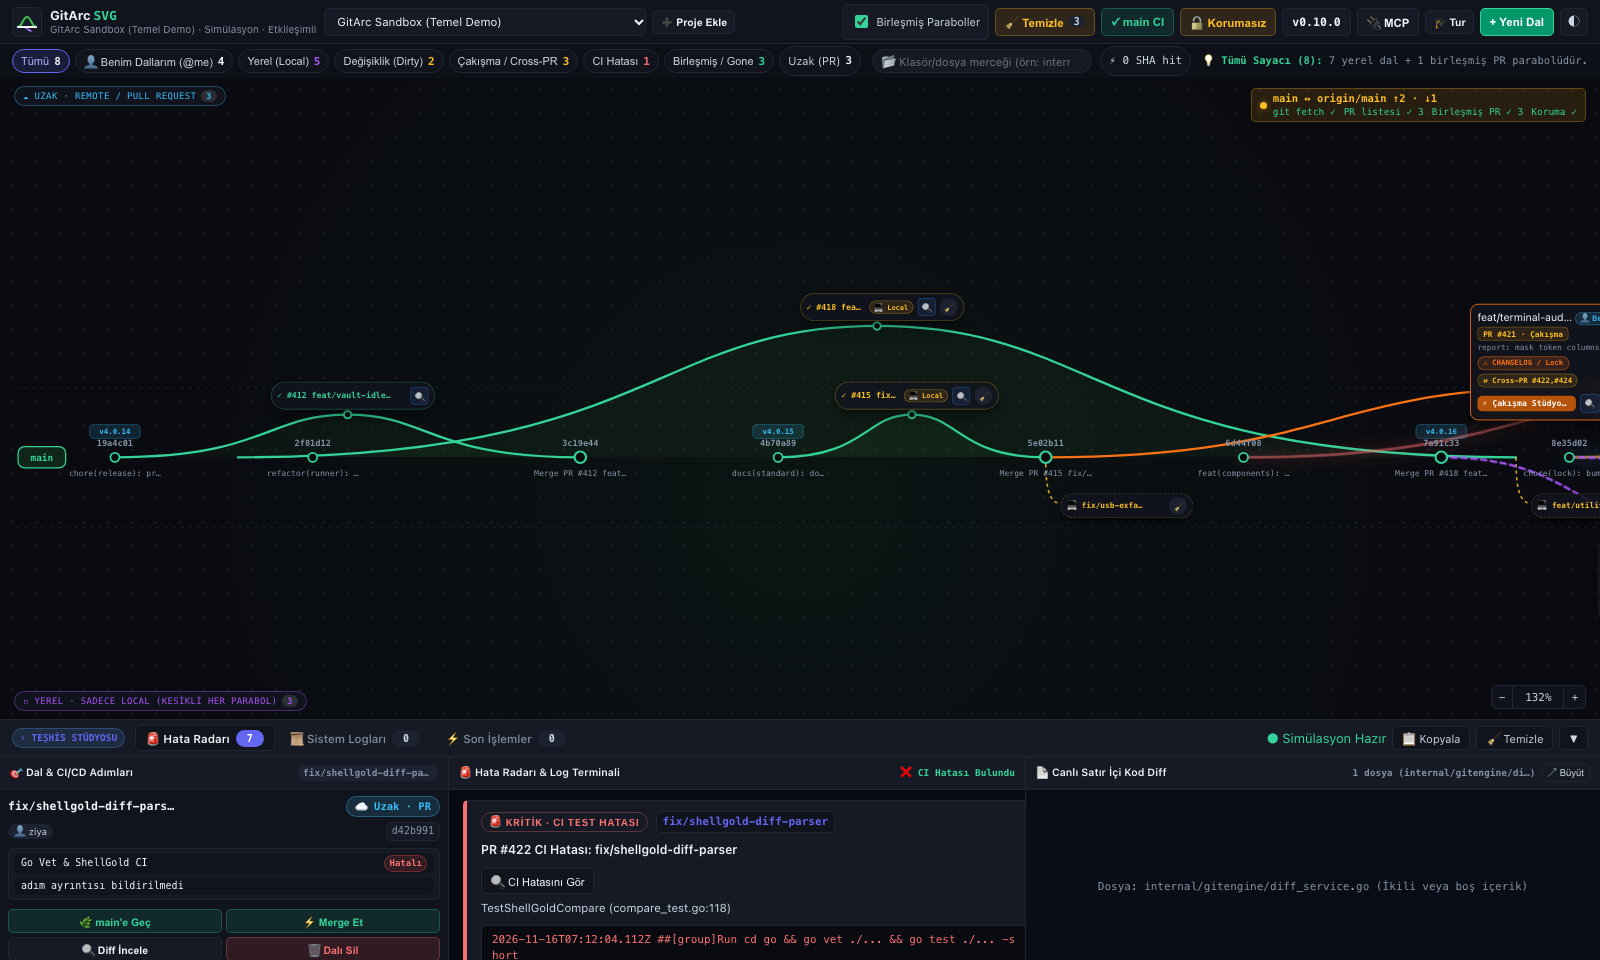 GitArc SVG
GitArc Sandbox (Temel Demo) · Simülasyon · Etkileşimli
GitArc Sandbox (Temel Demo)
Proje Ekle
Birleşmiş Paraboller
Temizle 3
✓ main CI
Korumasız
v0.10.0
MCP
Tur
+ Yeni Dal
Tümü 8
Benim Dallarım (@me) 4
Yerel (Local) 5
Değişiklik (Dirty) 2
Çakışma / Cross-PR 3
CI Hatası 1
Birleşmiş / Gone 3
Uzak (PR) 3
Klasör/dosya merceği (örn: interr
⚡ 0 SHA hit
Tümü Sayacı (8): 7 yerel dal + 1 birleşmiş PR parabolüdür.
UZAK · REMOTE / PULL REQUEST 3
main ↔ origin/main ↑2 · ↓1
git fetch ✓ PR listesi ✓ 3 Birleşmiş PR ✓ 3 Koruma ✓
✓ #418 fea… Local
feat/terminal-aud…
PR #421 · Çakışma
report: mask token columns
CHANGELOG / Lock
⇄ Cross-PR #422,#424
⚡ Çakışma Stüdyo…
✓ #412 feat/vault-idle…
✓ #415 fix… Local
v4.0.14
v4.0.15
v4.0.16
main
19a4c01
2f81d12
3c19e44
4b70a89
5e02b11
6d44f08
7a91c33
8e35d02
chore(release): pr…
refactor(runner): …
Merge PR #412 feat…
docs(standard): do…
Merge PR #415 fix/…
feat(components): …
Merge PR #418 feat…
chore(lock): bum
fix/usb-exfa…
feat/utili
YEREL · SADECE LOCAL (KESİKLİ HER PARABOL) 3
− 132% +
⚡ TEŞHİS STÜDYOSU
Hata Radarı 7
Sistem Logları 0
⚡ Son İşlemler 0
Simülasyon Hazır
Kopyala
Temizle
▼
Dal & CI/CD Adımları
fix/shellgold-diff-pa…
fix/shellgold-diff-pars…
Uzak · PR
ziya
d42b991
Go Vet & ShellGold CI
Hatalı
adım ayrıntısı bildirilmedi
main'e Geç
⚡ Merge Et
Diff İncele
Dalı Sil
Hata Radarı & Log Terminali
❌ CI Hatası Bulundu
KRİTİK · CI TEST HATASI
fix/shellgold-diff-parser
PR #422 CI Hatası: fix/shellgold-diff-parser
CI Hatasını Gör
TestShellGoldCompare (compare_test.go:118)
2026-11-16T07:12:04.112Z ##[group]Run cd go && go vet ./... && go test ./... -s
hort
Canlı Satır İçi Kod Diff
1 dosya (internal/gitengine/di…)
↗ Büyüt
Dosya: internal/gitengine/diff_service.go (İkili veya boş içerik)